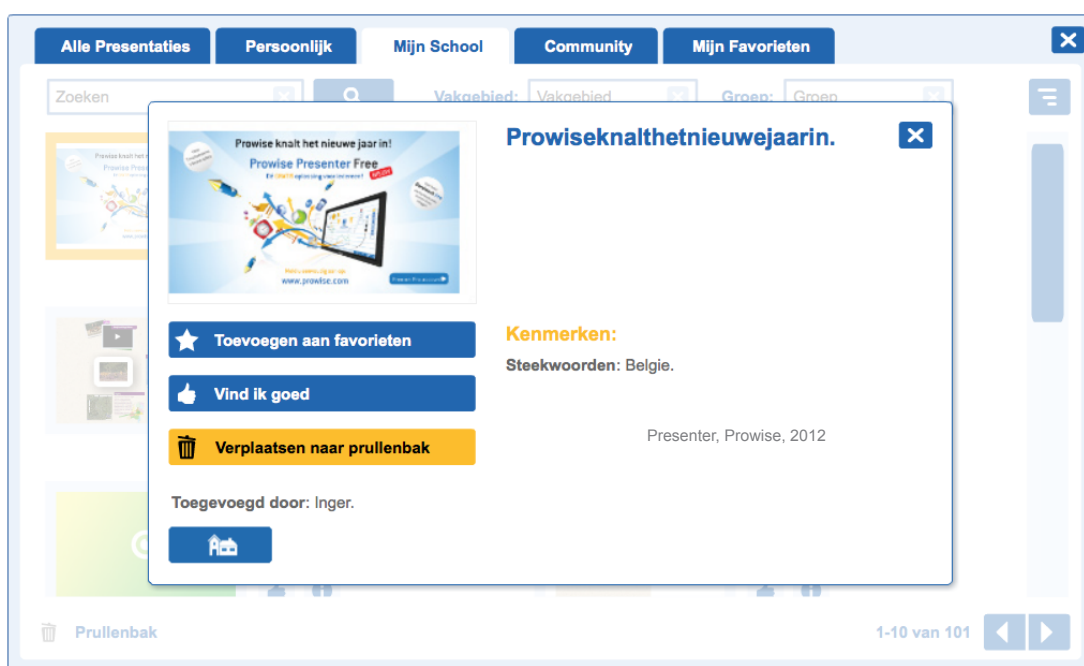 Alle Presentaties
Persoonlijk
Mijn School
Community
Mijn Favorieten
Zoeken
Vakgebied:
Vakgebied
Groep:
Groep
Prowise knalt het nieuwe jaar in!
Prowise Presenter Free
www.prowise.com
Prowiseknalthetnieuwejaarin.
Toevoegen aan favorieten
Vind ik goed
Verplaatsen naar prullenbak
Toegevoegd door: Inger.
Kenmerken:
Steekwoorden: Belgie.
Presenter, Prowise, 2012
Prullenbak
1-10 van 101